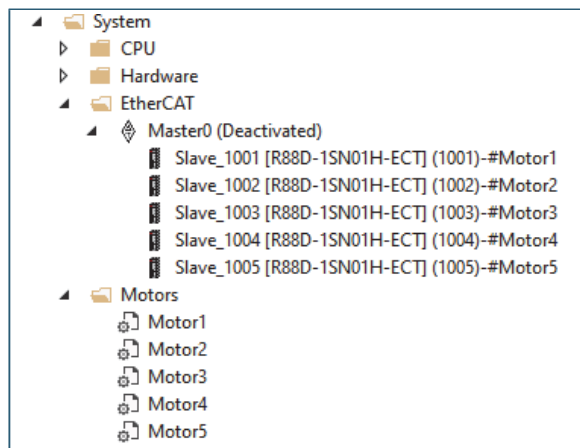 System
CPU
Hardware
EtherCAT
Master0 (Deactivated)
Slave_1001 [R88D-1SN01H-ECT] (1001)-#Motor1
Slave_1002 [R88D-1SN01H-ECT] (1002)-#Motor2
Slave_1003 [R88D-1SN01H-ECT] (1003)-#Motor3
Slave_1004 [R88D-1SN01H-ECT] (1004)-#Motor4
Slave_1005 [R88D-1SN01H-ECT] (1005)-#Motor5
Motors
Motor1
Motor2
Motor3
Motor4
Motor5